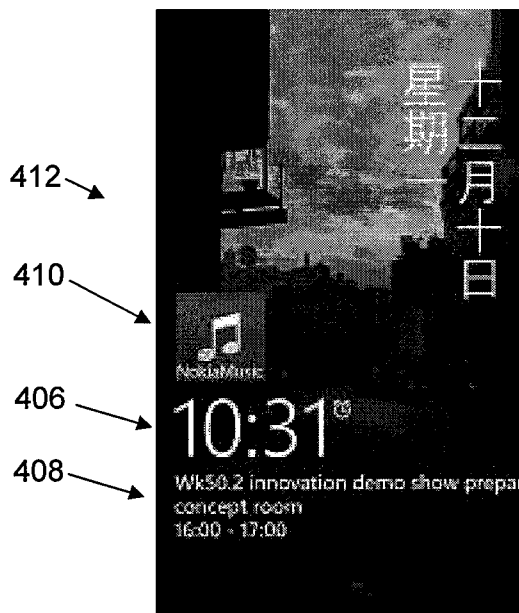 十二月十日
星期一
412
410
NokiaMusic
406
10:31
408
Wk50.2 innovation demo show prepar
concept room
16:00 - 17:00